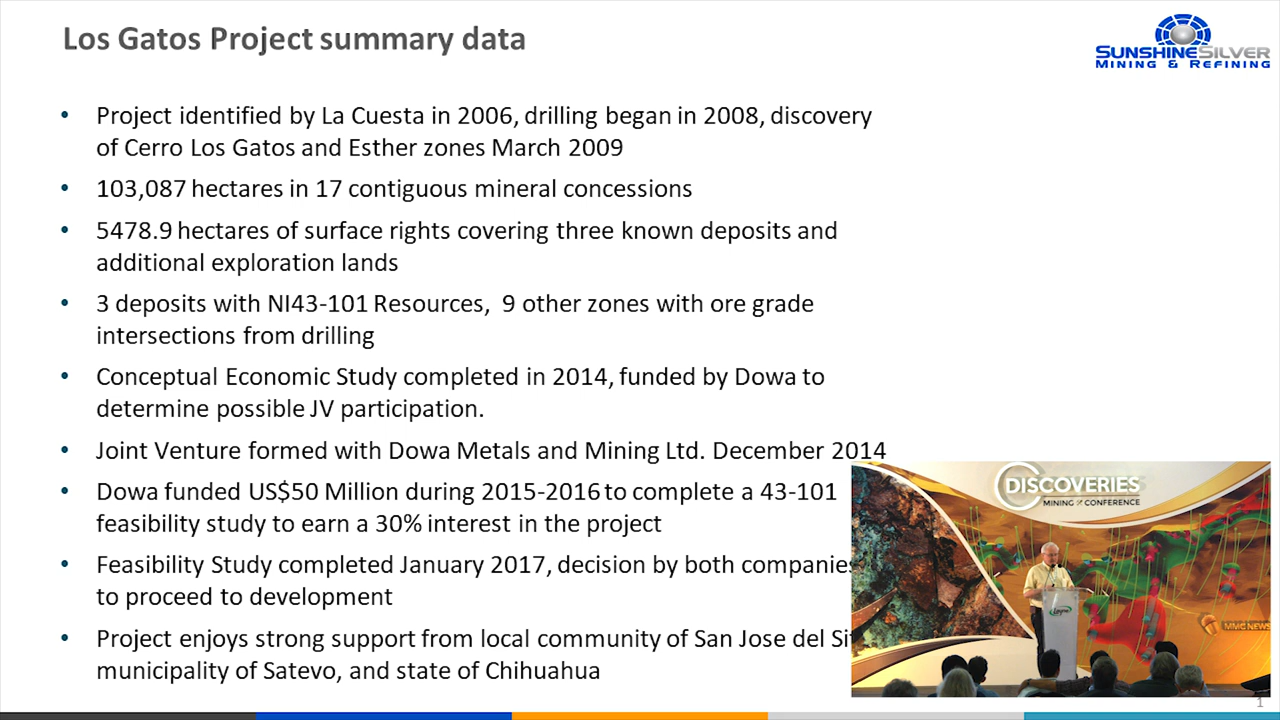 Los Gatos Project summary data
SUNSHINE SILVER
MINING & REFINING
• Project identified by La Cuesta in 2006, drilling began in 2008, discovery
of Cerro Los Gatos and Esther zones March 2009
• 103,087 hectares in 17 contiguous mineral concessions
• 5478.9 hectares of surface rights covering three known deposits and
additional exploration lands
• 3 deposits with NI43-101 Resources, 9 other zones with ore grade
intersections from drilling
• Conceptual Economic Study completed in 2014, funded by Dowa to
determine possible JV participation.
• Joint Venture formed with Dowa Metals and Mining Ltd. December 2014
• Dowa funded US$50 Million during 2015-2016 to complete a 43-101
feasibility study to earn a 30% interest in the project
• Feasibility Study completed January 2017, decision by both companies
to proceed to development
• Project enjoys strong support from local community of San Jose del
municipality of Satevo, and state of Chihuahua
DISCOVERIES
MINING CONFERENCE
Layne
MMG NEWS
1